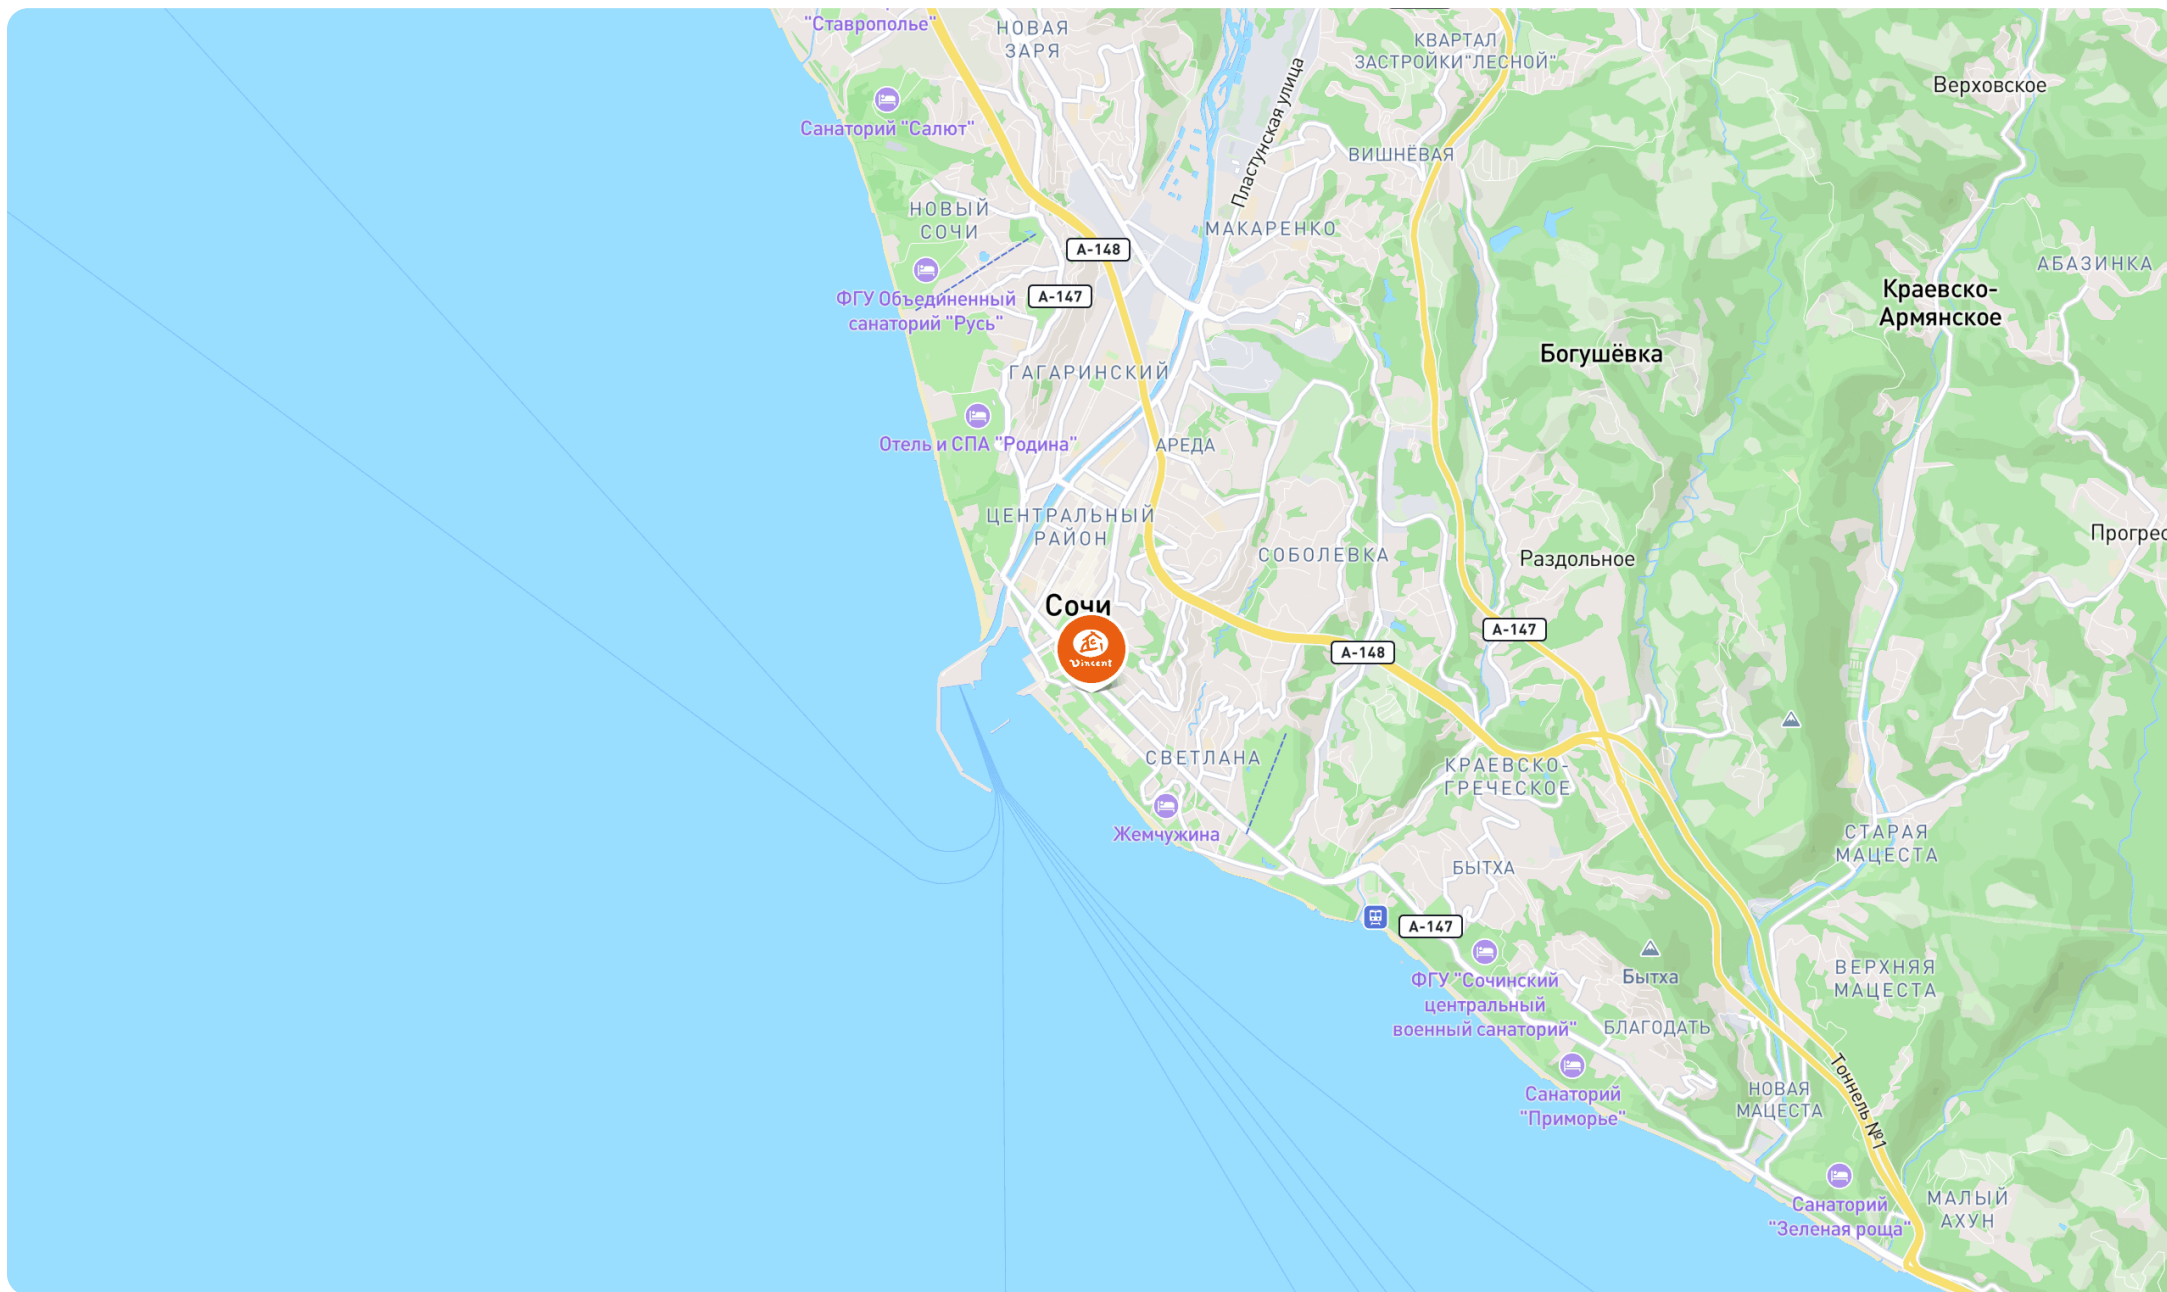 "Ставрополье"
НОВАЯ
ЗАРЯ
КВАРТАЛ
ЗАСТРОЙКИ"ЛЕСНОЙ"
Верховское
Санаторий "Салют"
Пластунская улица
ВИШНЁВАЯ
НОВЫЙ
СОЧИ
МАКАРЕНКО
А-148
АБАЗИНКА
А-147
ФГУ Объединенный
санаторий "Русь"
Краевско-
Армянское
Богушёвка
ГАГАРИНСКИЙ
Отель и СПА "Родина"
АРЕДА
ЦЕНТРАЛЬНЫЙ
РАЙОН
Прогрес
СОБОЛЕВКА
Раздольное
Сочи
Vincent
А-147
А-148
СВЕТЛАНА
КРАЕВСКО-
ГРЕЧЕСКОЕ
Жемчужина
СТАРАЯ
МАЦЕСТА
БЫТХА
А-147
ФГУ "Сочинский
центральный
военный санаторий"
Бытха
ВЕРХНЯЯ
МАЦЕСТА
БЛАГОДАТЬ
Санаторий
"Приморье"
НОВАЯ
МАЦЕСТА
Тоннель №1
Санаторий
"Зеленая роща"
МАЛЫЙ
АХУН